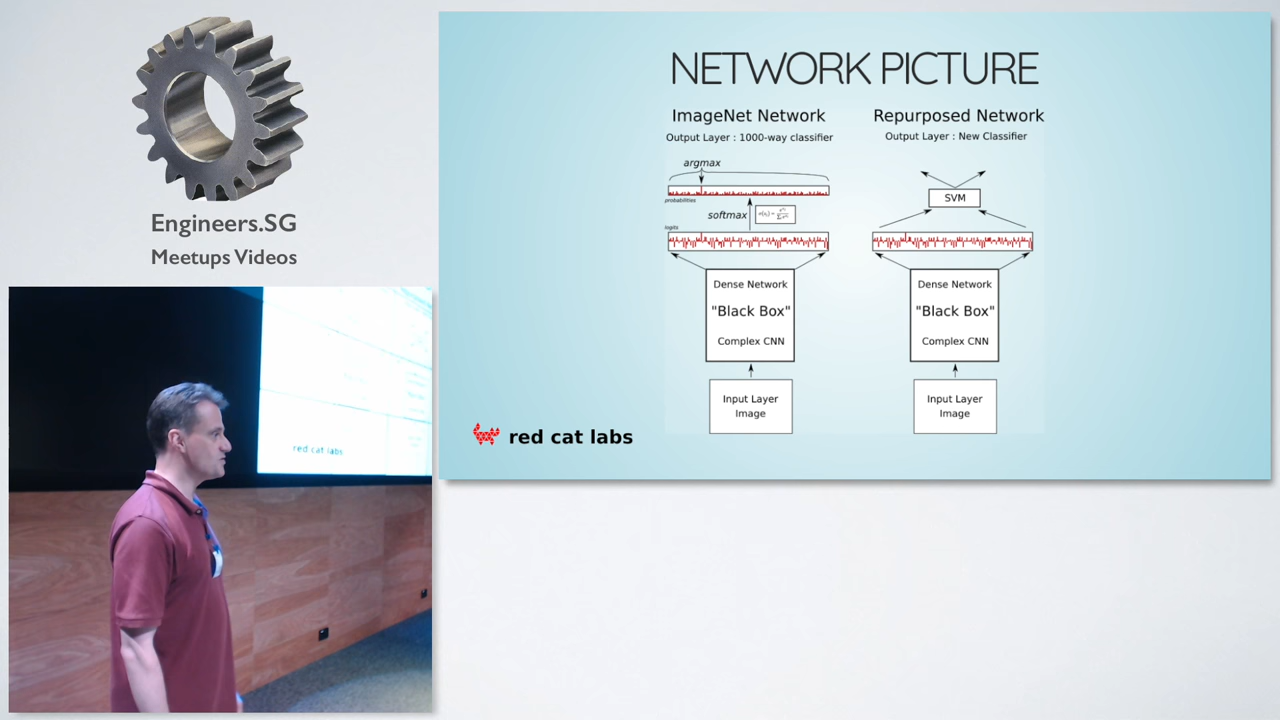 Engineers.SG
Meetups Videos
NETWORK PICTURE
ImageNet Network
Output Layer : 1000-way classifier
argmax
probabilities
softmax
logits
Dense Network
"Black Box"
Complex CNN
Input Layer
Image
Repurposed Network
Output Layer : New Classifier
SVM
Dense Network
"Black Box"
Complex CNN
Input Layer
Image
red cat labs
red cat labs